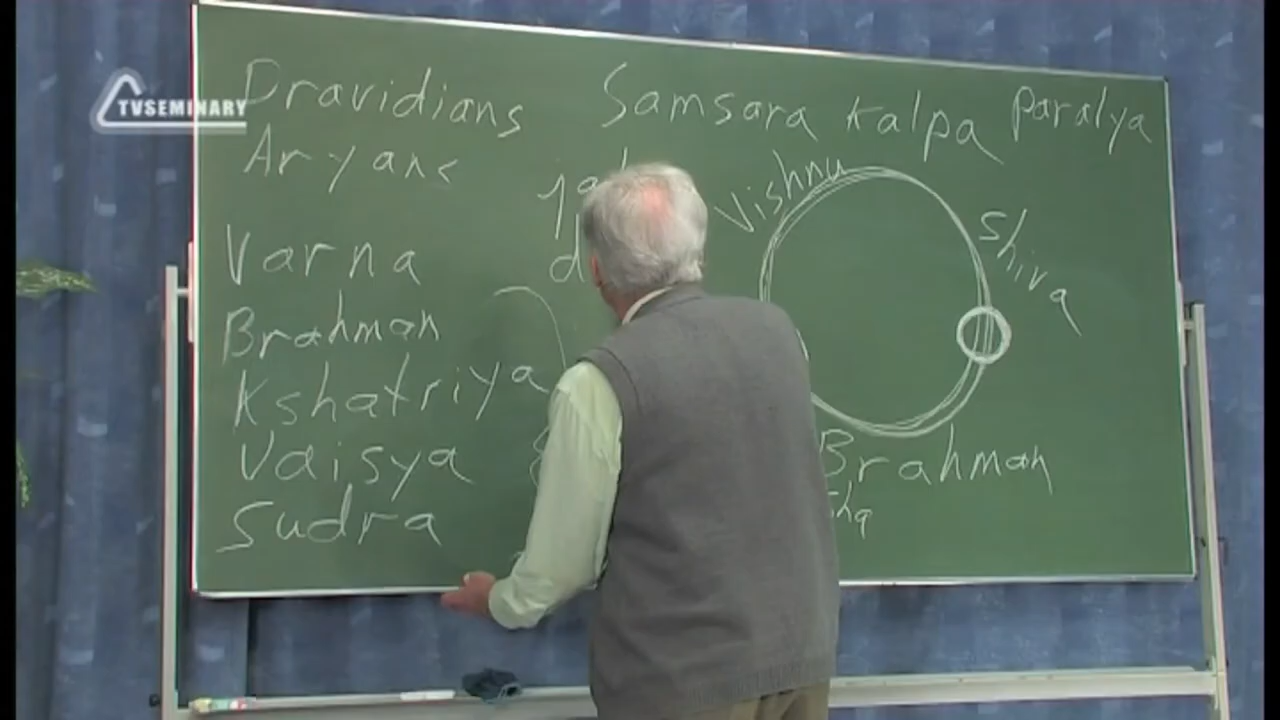 TVSEMINARY
Dravidians Samsara Kalpa Paralya
Aryans
Vishnu
Shiva
Varna
Brahman
Kshatriya
Vaisya
Sudra
Brahman